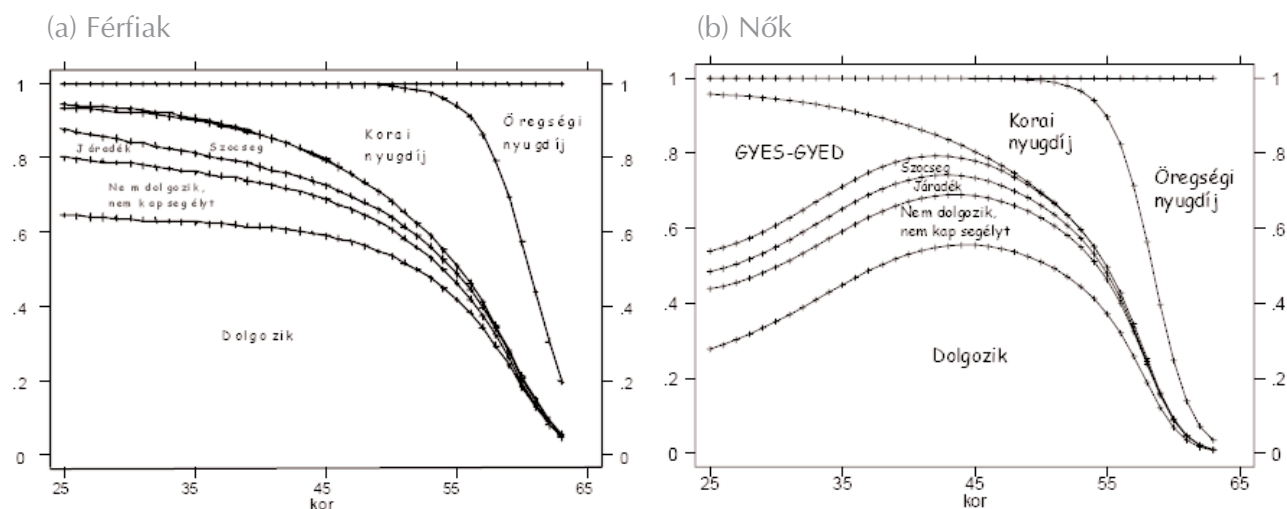 (a) Férfiak
1
.8
.6
.4
.2
0
1
.8
.6
.4
.2
0
25
35
45
55
65
kor
Járadék
Szocseg
Korai
nyugdíj
Öregségi
nyugdíj
Nem dolgozik,
nem kap segélyt
Dolgozik
(b) Nők
1
.8
.6
.4
.2
0
1
.8
.6
.4
.2
0
25
35
45
55
65
kor
GYES-GYED
Korai
nyugdíj
Öregségi
nyugdíj
Szocseg
Járadék
Nem dolgozik,
nem kap segélyt
Dolgozik